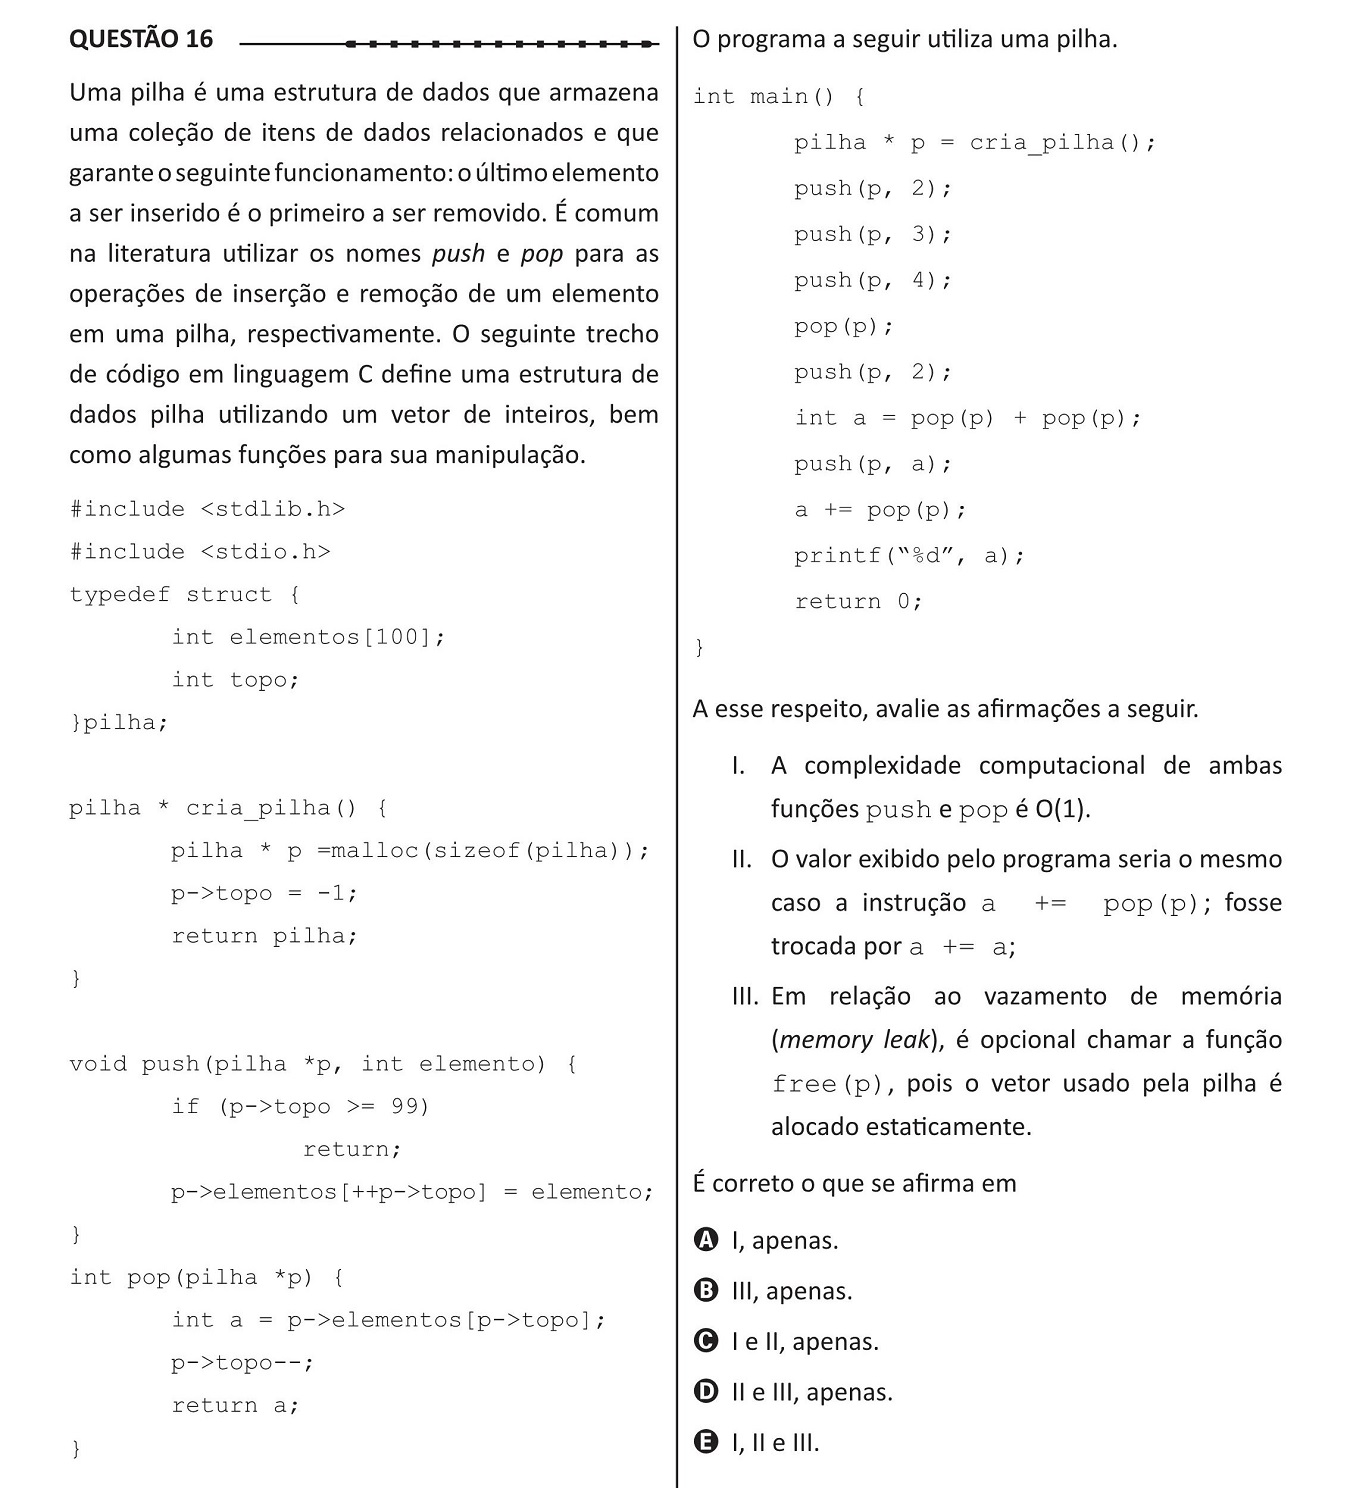 QUESTÃO 16
Uma pilha é uma estrutura de dados que armazena
uma coleção de itens de dados relacionados e que
garante o seguinte funcionamento: o último elemento
a ser inserido é o primeiro a ser removido. É comum
na literatura utilizar os nomes push e pop para as
operações de inserção e remoção de um elemento
em uma pilha, respectivamente. O seguinte trecho
de código em linguagem C define uma estrutura de
dados pilha utilizando um vetor de inteiros, bem
como algumas funções para sua manipulação.
#include <stdlib.h>
#include <stdio.h>
typedef struct {
int elementos[100];
int topo;
}pilha;
pilha * cria_pilha() {
pilha * p =malloc(sizeof(pilha));
p->topo = -1;
return pilha;
}
void push(pilha *p, int elemento) {
if (p->topo >= 99)
return;
p->elementos[++p->topo] = elemento;
}
int pop(pilha *p) {
int a = p->elementos[p->topo];
p->topo--;
return a;
}
O programa a seguir utiliza uma pilha.
int main() {
pilha * p = cria_pilha();
push(p, 2);
push(p, 3);
push(p, 4);
pop(p);
push(p, 2);
int a = pop(p) + pop(p);
push(p, a);
a += pop(p);
printf(“%d”, a);
return 0;
}
A esse respeito, avalie as afirmações a seguir.
I. A complexidade computacional de ambas
funções push e pop é O(1).
II. O valor exibido pelo programa seria o mesmo
caso a instrução a += pop(p); fosse
trocada por a += a;
III. Em relação ao vazamento de memória
(memory leak), é opcional chamar a função
free(p), pois o vetor usado pela pilha é
alocado estaticamente.
É correto o que se afirma em
A I, apenas.
B III, apenas.
C I e II, apenas.
D II e III, apenas.
E I, II e III.